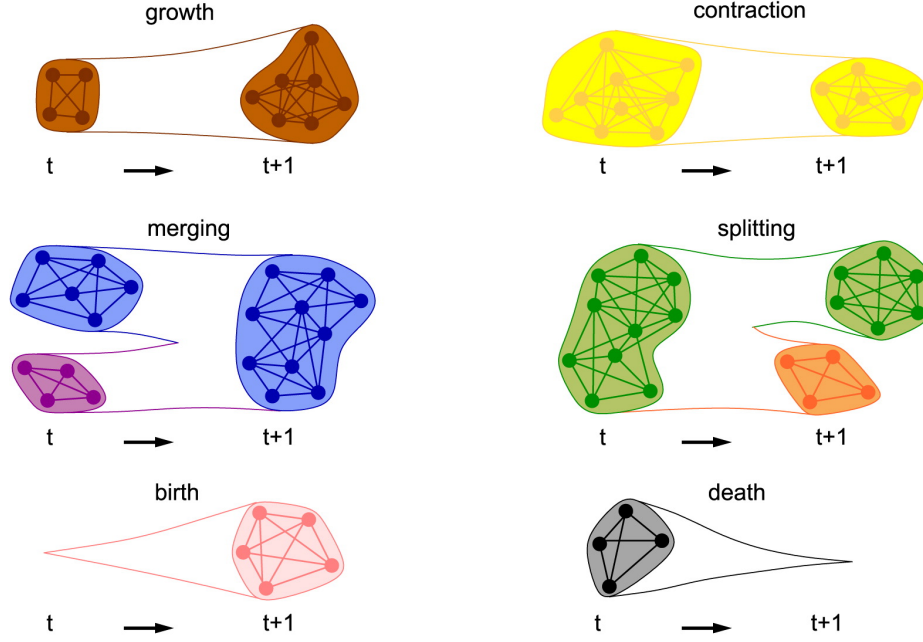 growth
contraction
t
t+1
t
t+1
merging
splitting
t
t+1
t
t+1
birth
death
t
t+1
t
t+1